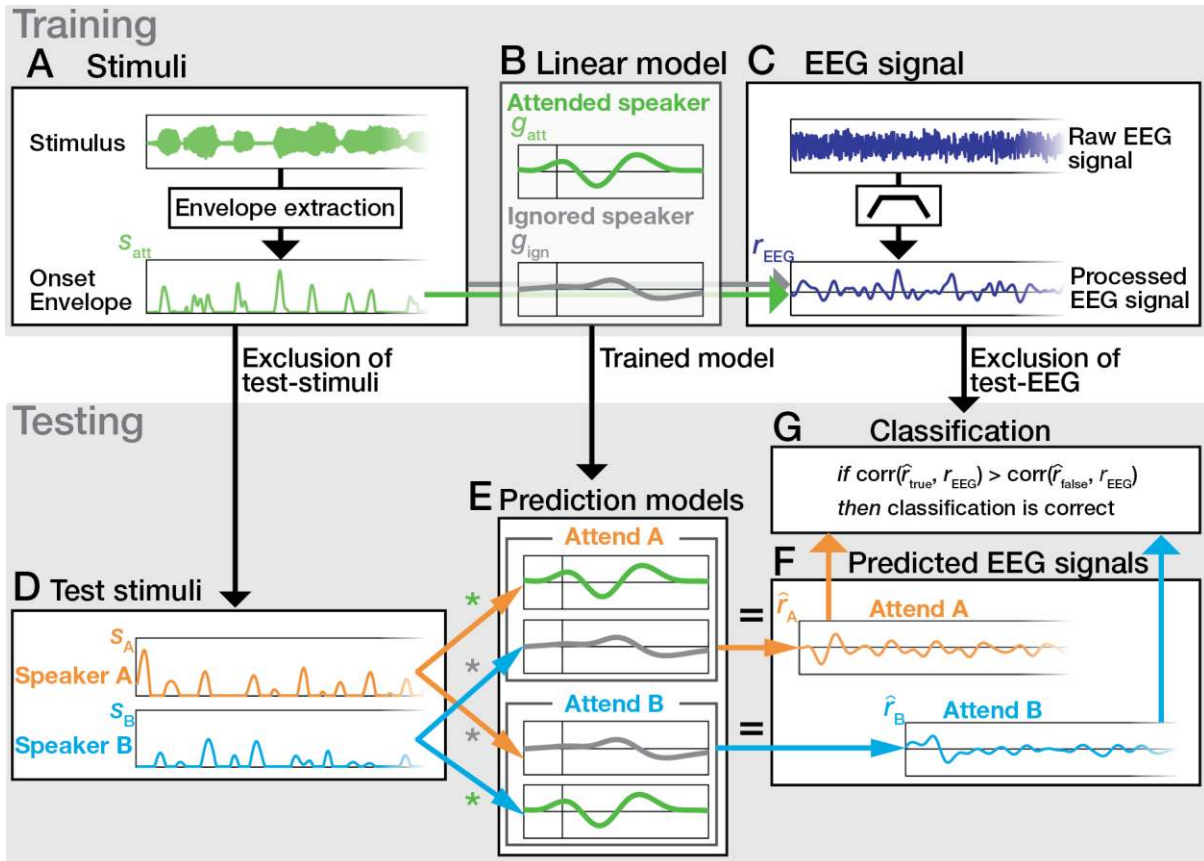 Training
A Stimuli
Stimulus
Envelope extraction
s_att
Onset
Envelope
B Linear model
Attended speaker
g_att
Ignored speaker
g_ign
C EEG signal
Raw EEG
signal
r_EEG
Processed
EEG signal
Exclusion of
test-stimuli
Trained model
Exclusion of
test-EEG
Testing
D Test stimuli
s_A
Speaker A
s_B
Speaker B
*
*
*
*
E Prediction models
Attend A
Attend B
=
=
G Classification
if corr(r̂_true, r_EEG) > corr(r̂_false, r_EEG)
then classification is correct
F Predicted EEG signals
r̂_A Attend A
r̂_B Attend B